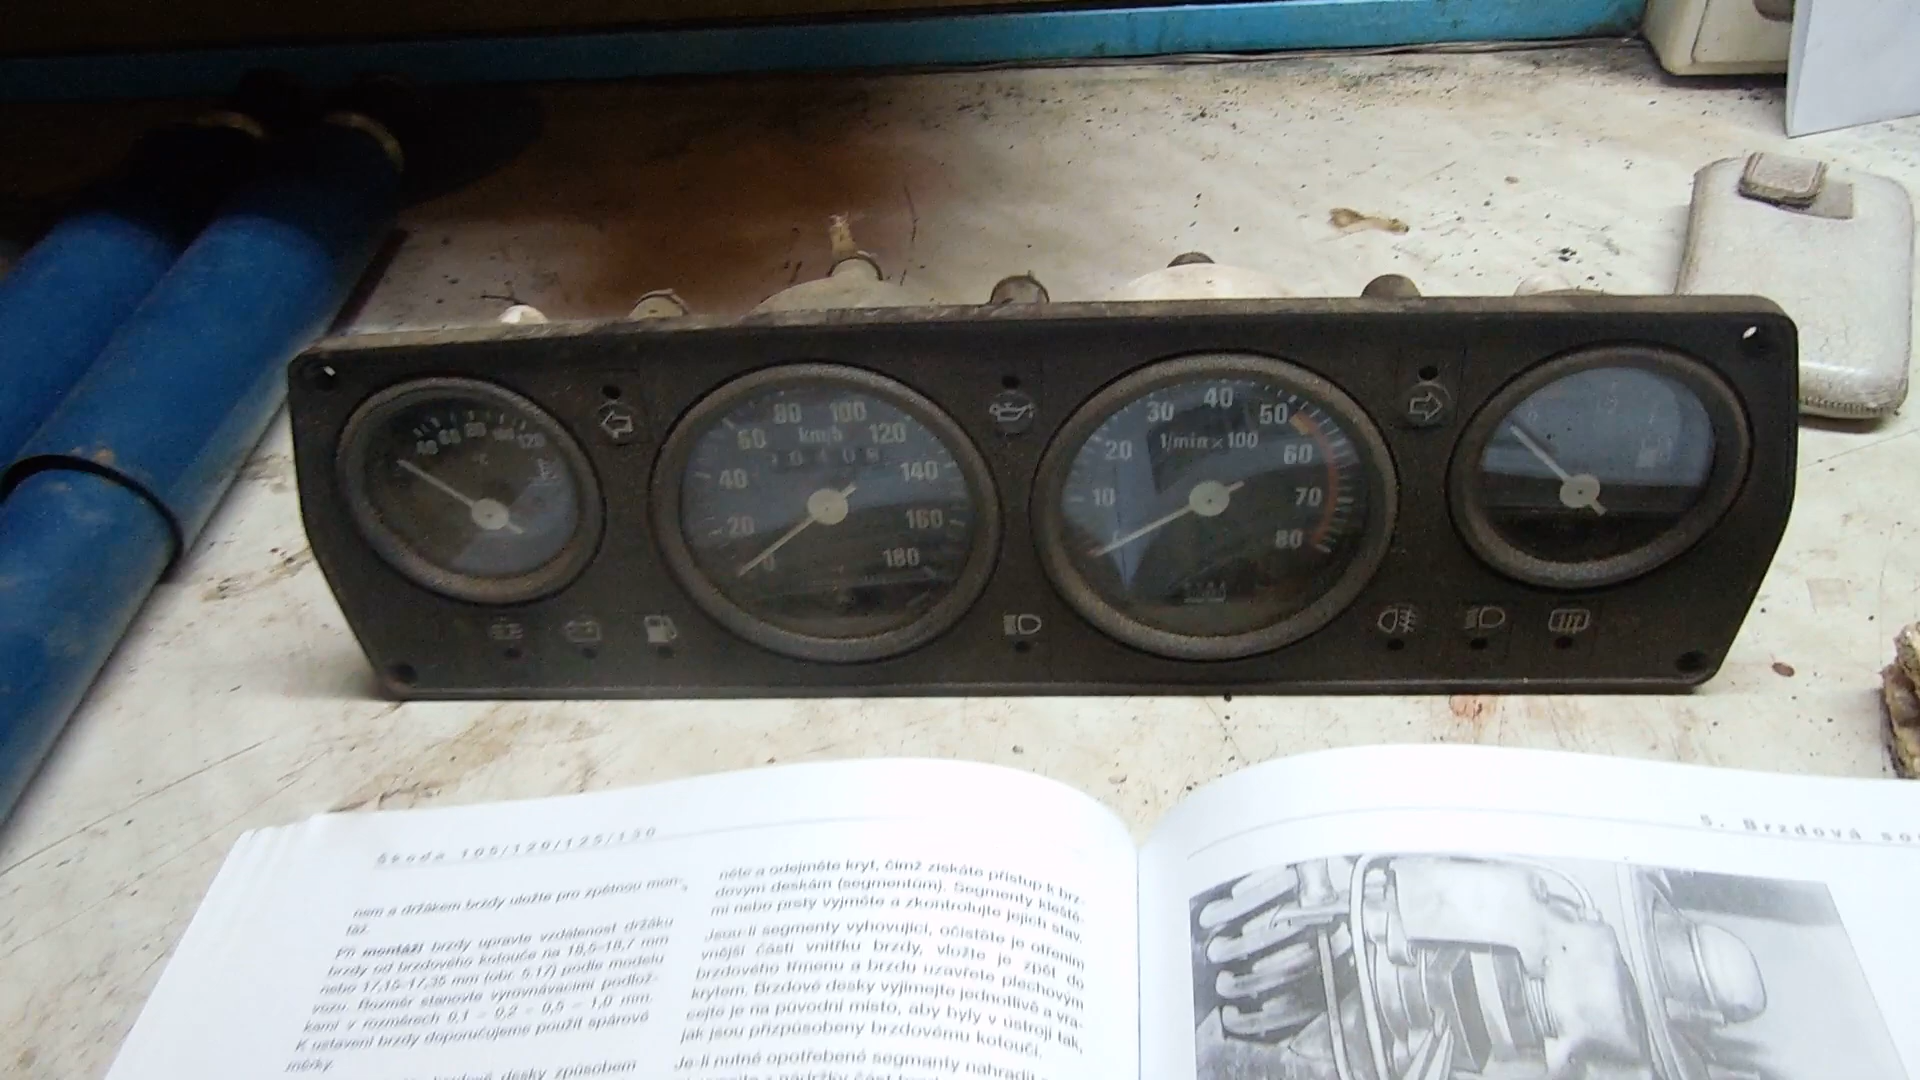 40 60 80 100 120
°C
20 40 60 80 100 120 140 160 180
km/h
10 20 30 40 50 60 70 80
1/min x 100
Škoda 105/120/125/130
nem a držákem brzdy uložte pro zpětnou mon-
táž.
Při montáži brzdy upravte vzdálenost držáku
brzdy od brzdového kotouče na 18,5–18,7 mm
nebo 17,15–17,35 mm (obr. 5.17) podle modelu
vozu. Rozměr stanovte vyrovnávacími podlož-
kami v rozměrech 0,1 – 0,2 – 0,5 – 1,0 mm.
K ustavení brzdy doporučujeme použít spárové
měrky.
brzdové desky způsobem
něte a odejměte kryt, čímž získáte přístup k brz-
dovým deskám (segmentům). Segmenty kleště-
mi nebo prsty vyjměte a zkontrolujte jejich stav.
Jsou-li segmenty vyhovující, očistěte je otřením
vnější části vnitřku brzdy, vložte je zpět do
brzdového třmenu a brzdu uzavřete plechovým
krytem. Brzdové desky vyjímejte jednotlivě a vra-
cejte je na původní místo, aby byly v ústrojí tak,
jak jsou přizpůsobeny brzdovému kotouči.
Je-li nutné opotřebené segmenty nahradit
5. Brzdová